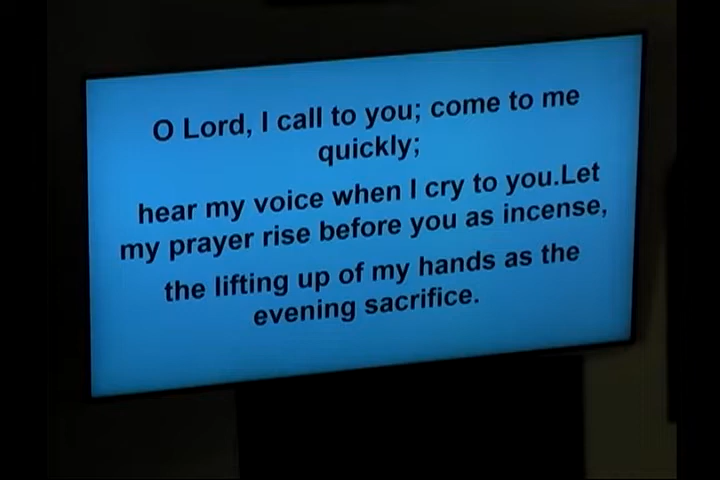 O Lord, I call to you; come to me
quickly;
hear my voice when I cry to you.Let
my prayer rise before you as incense,
the lifting up of my hands as the
evening sacrifice.